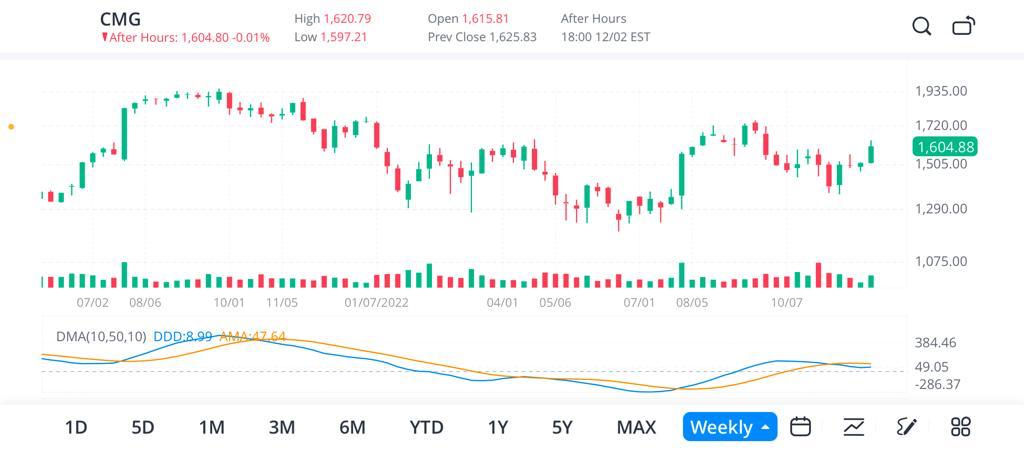 CMG
High 1,620.79
Open 1,615.81
After Hours
After Hours: 1,604.80 -0.01%
Low 1,597.21
Prev Close 1,625.83
18:00 12/02 EST
1,935.00
1,720.00
1,604.88
1,505.00
1,290.00
1,075.00
07/02 08/06 10/01 11/05 01/07/2022 04/01 05/06 07/01 08/05 10/07
DMA(10,50,10) DDD:8.99 AMA:47.64
384.46
49.05
-286.37
1D 5D 1M 3M 6M YTD 1Y 5Y MAX Weekly